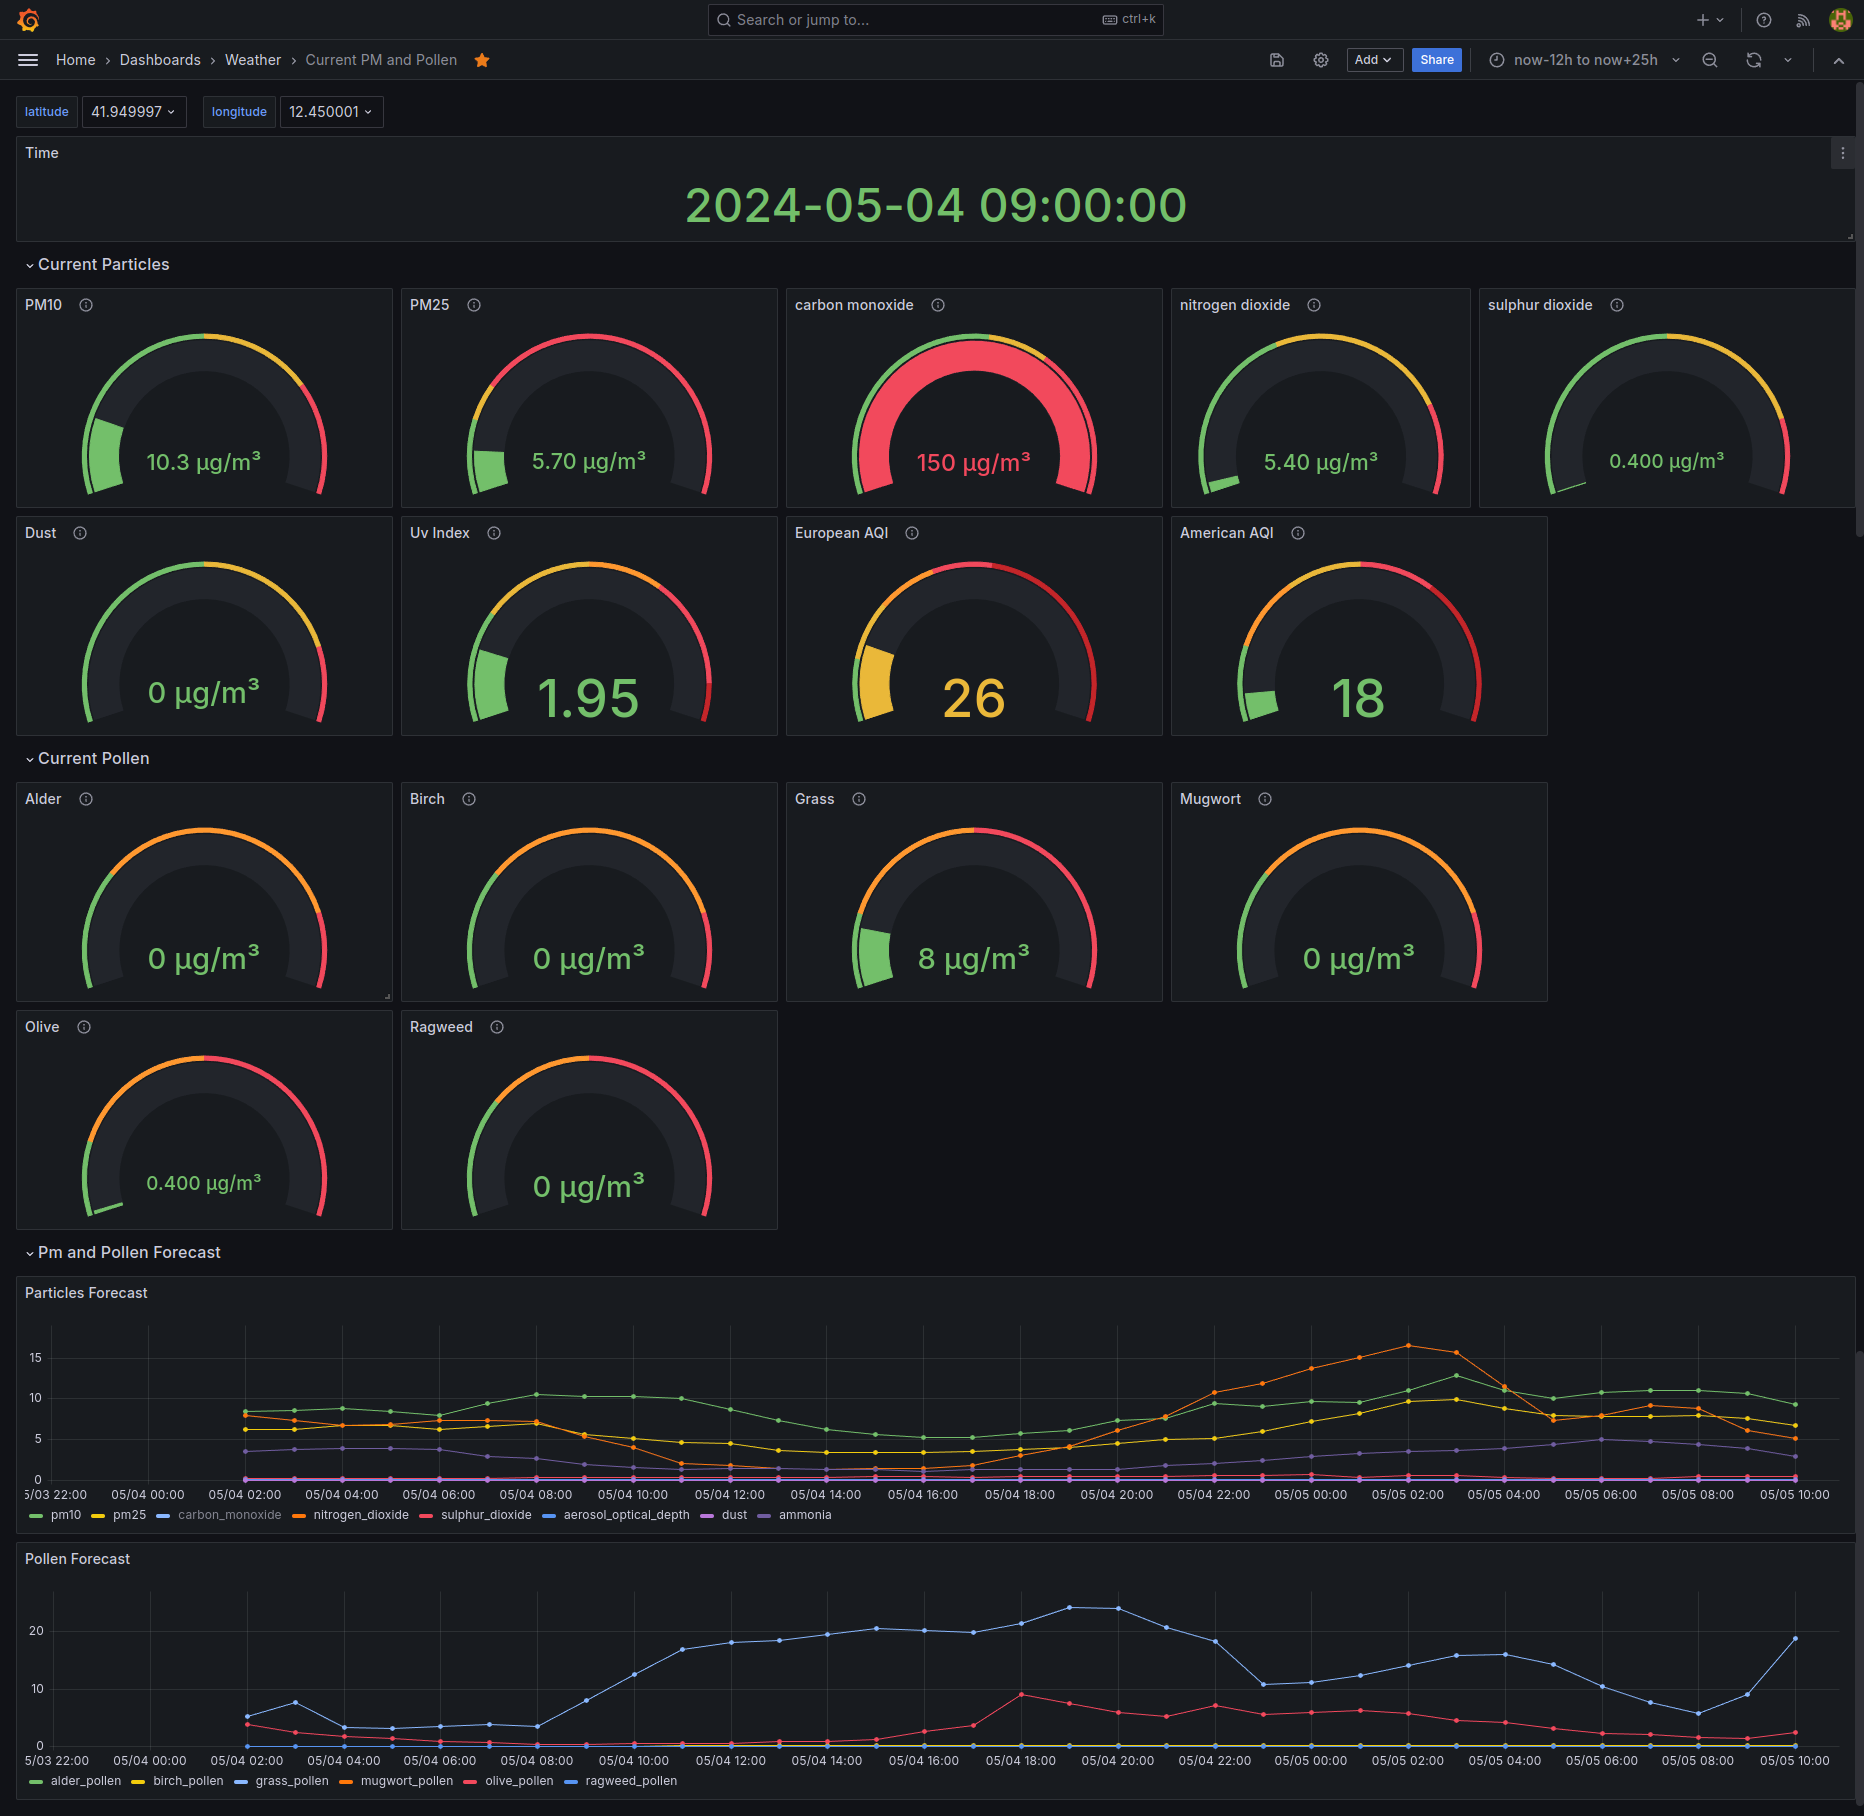 Search or jump to... ctrl+k
Home › Dashboards › Weather › Current PM and Pollen Add Share now-12h to now+25h
latitude 41.949997 longitude 12.450001
Time
2024-05-04 09:00:00
Current Particles
PM10 PM25 carbon monoxide nitrogen dioxide sulphur dioxide
10.3 µg/m³ 5.70 µg/m³ 150 µg/m³ 5.40 µg/m³ 0.400 µg/m³
Dust Uv Index European AQI American AQI
0 µg/m³ 1.95 26 18
Current Pollen
Alder Birch Grass Mugwort
0 µg/m³ 0 µg/m³ 8 µg/m³ 0 µg/m³
Olive Ragweed
0.400 µg/m³ 0 µg/m³
Pm and Pollen Forecast
Particles Forecast
15
10
5
0
5/03 22:00 05/04 00:00 05/04 02:00 05/04 04:00 05/04 06:00 05/04 08:00 05/04 10:00 05/04 12:00 05/04 14:00 05/04 16:00 05/04 18:00 05/04 20:00 05/04 22:00 05/05 00:00 05/05 02:00 05/05 04:00 05/05 06:00 05/05 08:00 05/05 10:00
pm10 pm25 carbon_monoxide nitrogen_dioxide sulphur_dioxide aerosol_optical_depth dust ammonia
Pollen Forecast
20
10
0
5/03 22:00 05/04 00:00 05/04 02:00 05/04 04:00 05/04 06:00 05/04 08:00 05/04 10:00 05/04 12:00 05/04 14:00 05/04 16:00 05/04 18:00 05/04 20:00 05/04 22:00 05/05 00:00 05/05 02:00 05/05 04:00 05/05 06:00 05/05 08:00 05/05 10:00
alder_pollen birch_pollen grass_pollen mugwort_pollen olive_pollen ragweed_pollen